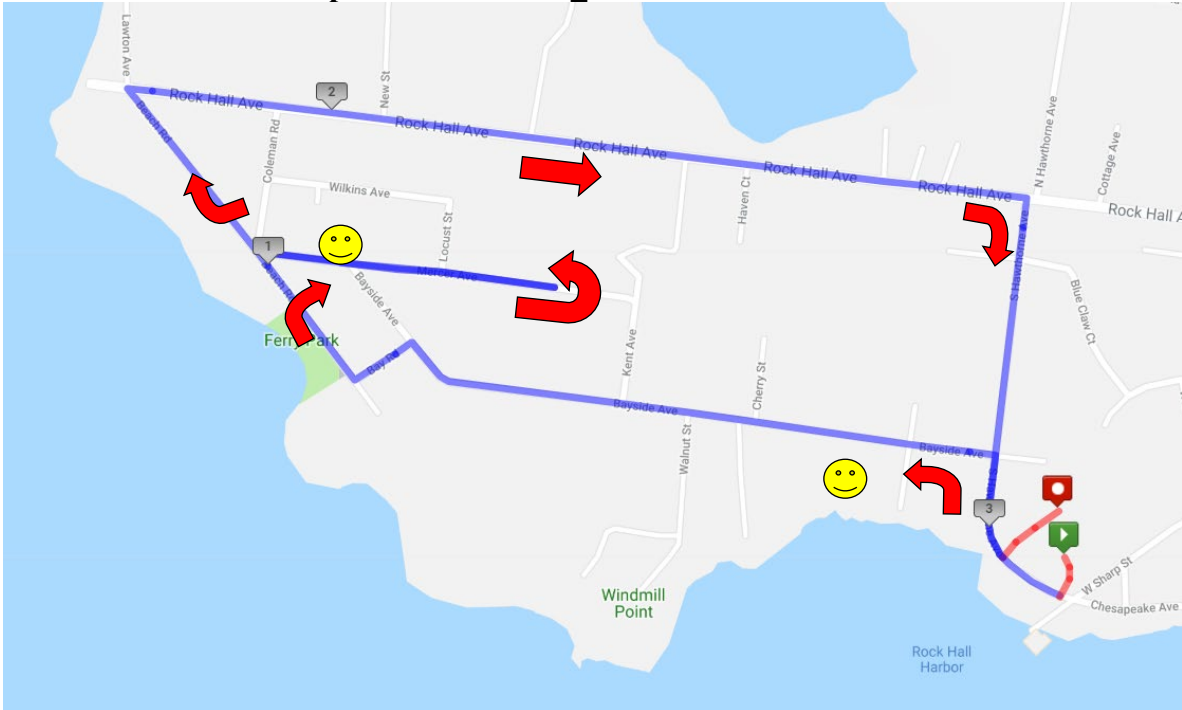 Lawton Ave
Rock Hall Ave
2
New St
Rock Hall Ave
Rock Hall Ave
Rock Hall Ave
Rock Hall Ave
N Hawthorne Ave
Cottage Ave
Rock Hall A
Beach Rd
Coleman Rd
Wilkins Ave
Locust St
Haven Ct
S Hawthorne Ave
1
Mercer Ave
Beach Rd
Bayside Ave
Blue Claw Ct
Ferry Park
Bay Rd
Kent Ave
Cherry St
Bayside Ave
Walnut St
Bayside Ave
3
W Sharp St
Chesapeake Ave
Windmill
Point
Rock Hall
Harbor